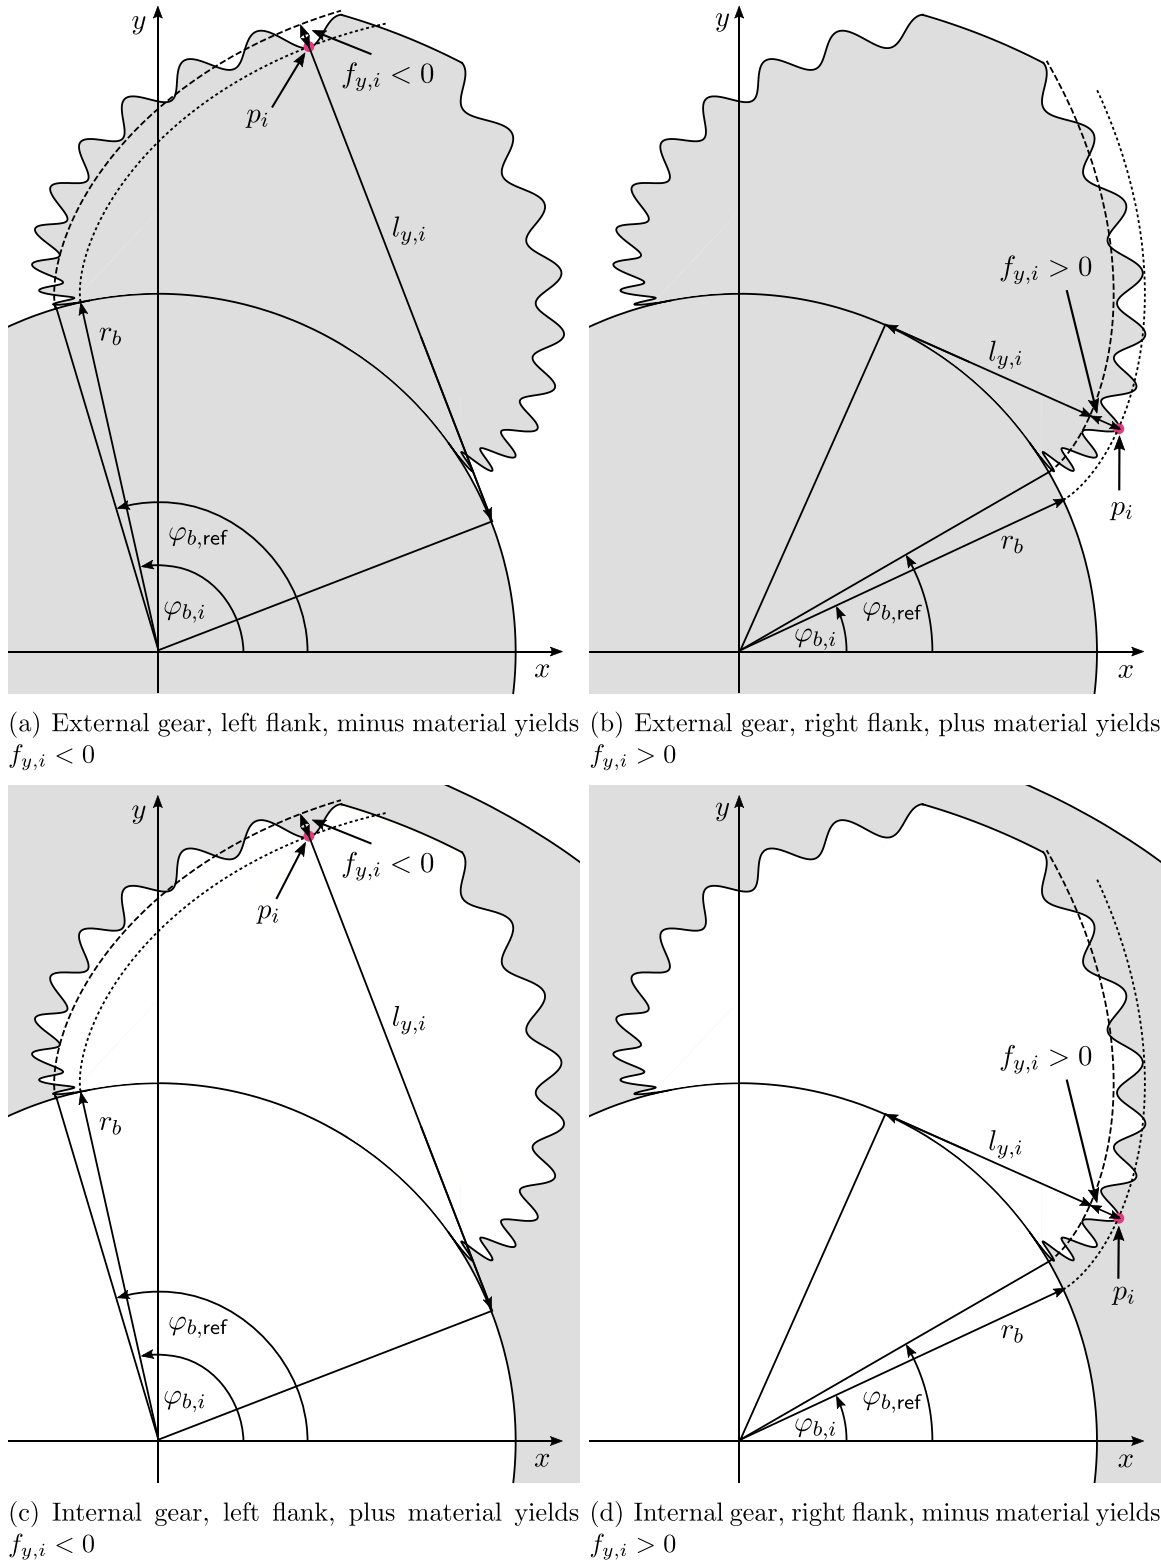 y
f_{y,i} < 0
p_i
l_{y,i}
r_b
φ_{b,ref}
φ_{b,i}
x
y
f_{y,i} > 0
l_{y,i}
p_i
r_b
φ_{b,ref}
φ_{b,i}
x
(a) External gear, left flank, minus material yields
f_{y,i} < 0
(b) External gear, right flank, plus material yields
f_{y,i} > 0
y
f_{y,i} < 0
p_i
l_{y,i}
r_b
φ_{b,ref}
φ_{b,i}
x
y
f_{y,i} > 0
l_{y,i}
p_i
r_b
φ_{b,ref}
φ_{b,i}
x
(c) Internal gear, left flank, plus material yields
f_{y,i} < 0
(d) Internal gear, right flank, minus material yields
f_{y,i} > 0